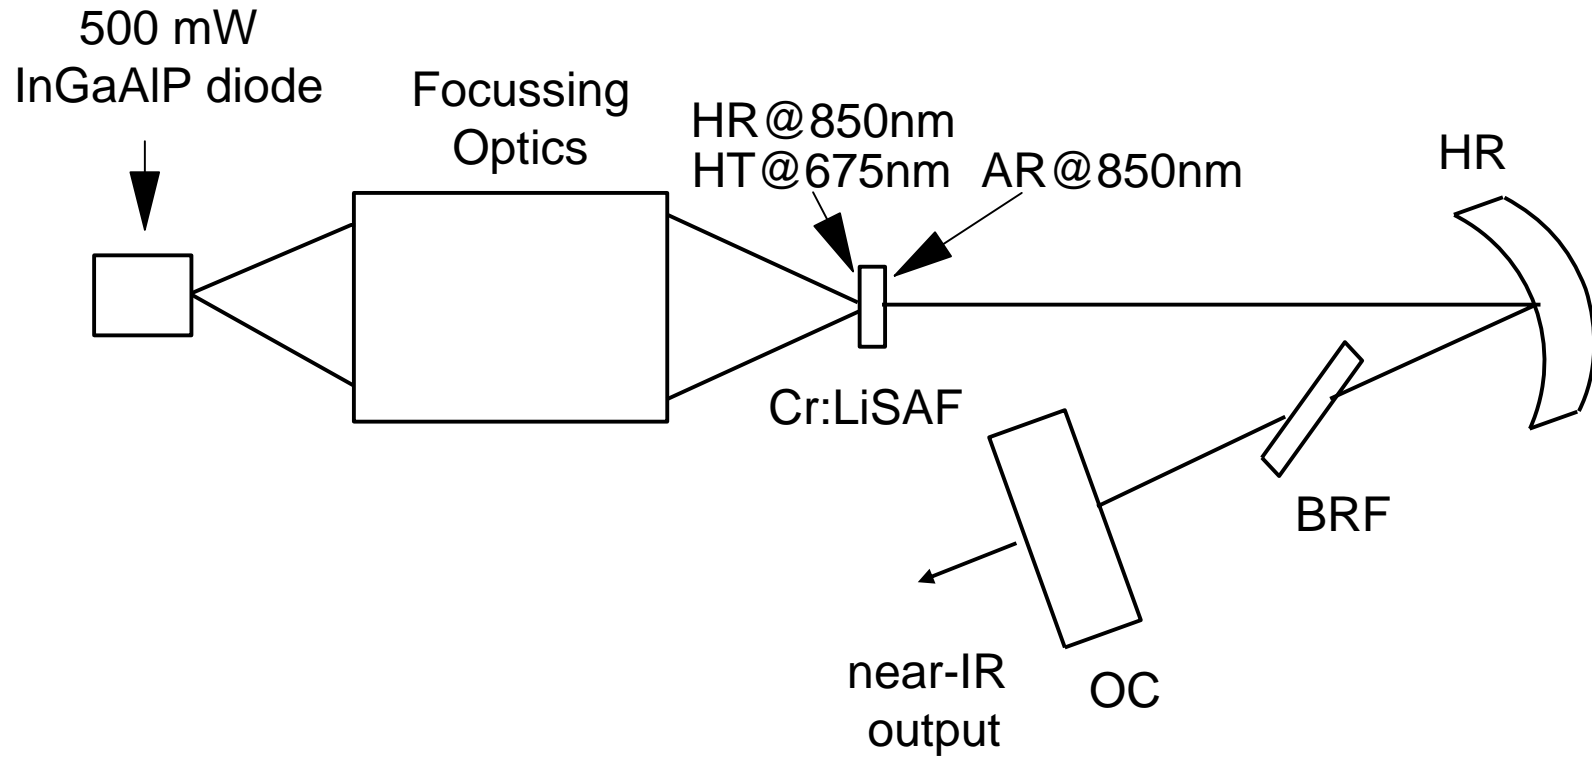 500 mW
InGaAlP diode
Focussing
Optics
HR@850nm
HT@675nm
AR@850nm
HR
Cr:LiSAF
BRF
near-IR
output
OC